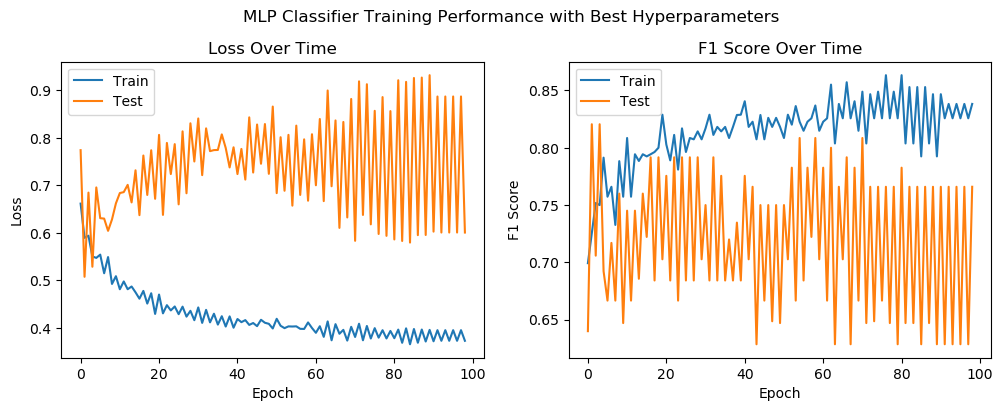 MLP Classifier Training Performance with Best Hyperparameters
Loss Over Time
Train
Test
0.9
0.8
0.7
0.6
0.5
0.4
Loss
0 20 40 60 80 100
Epoch
F1 Score Over Time
Train
Test
0.85
0.80
0.75
0.70
0.65
F1 Score
0 20 40 60 80 100
Epoch